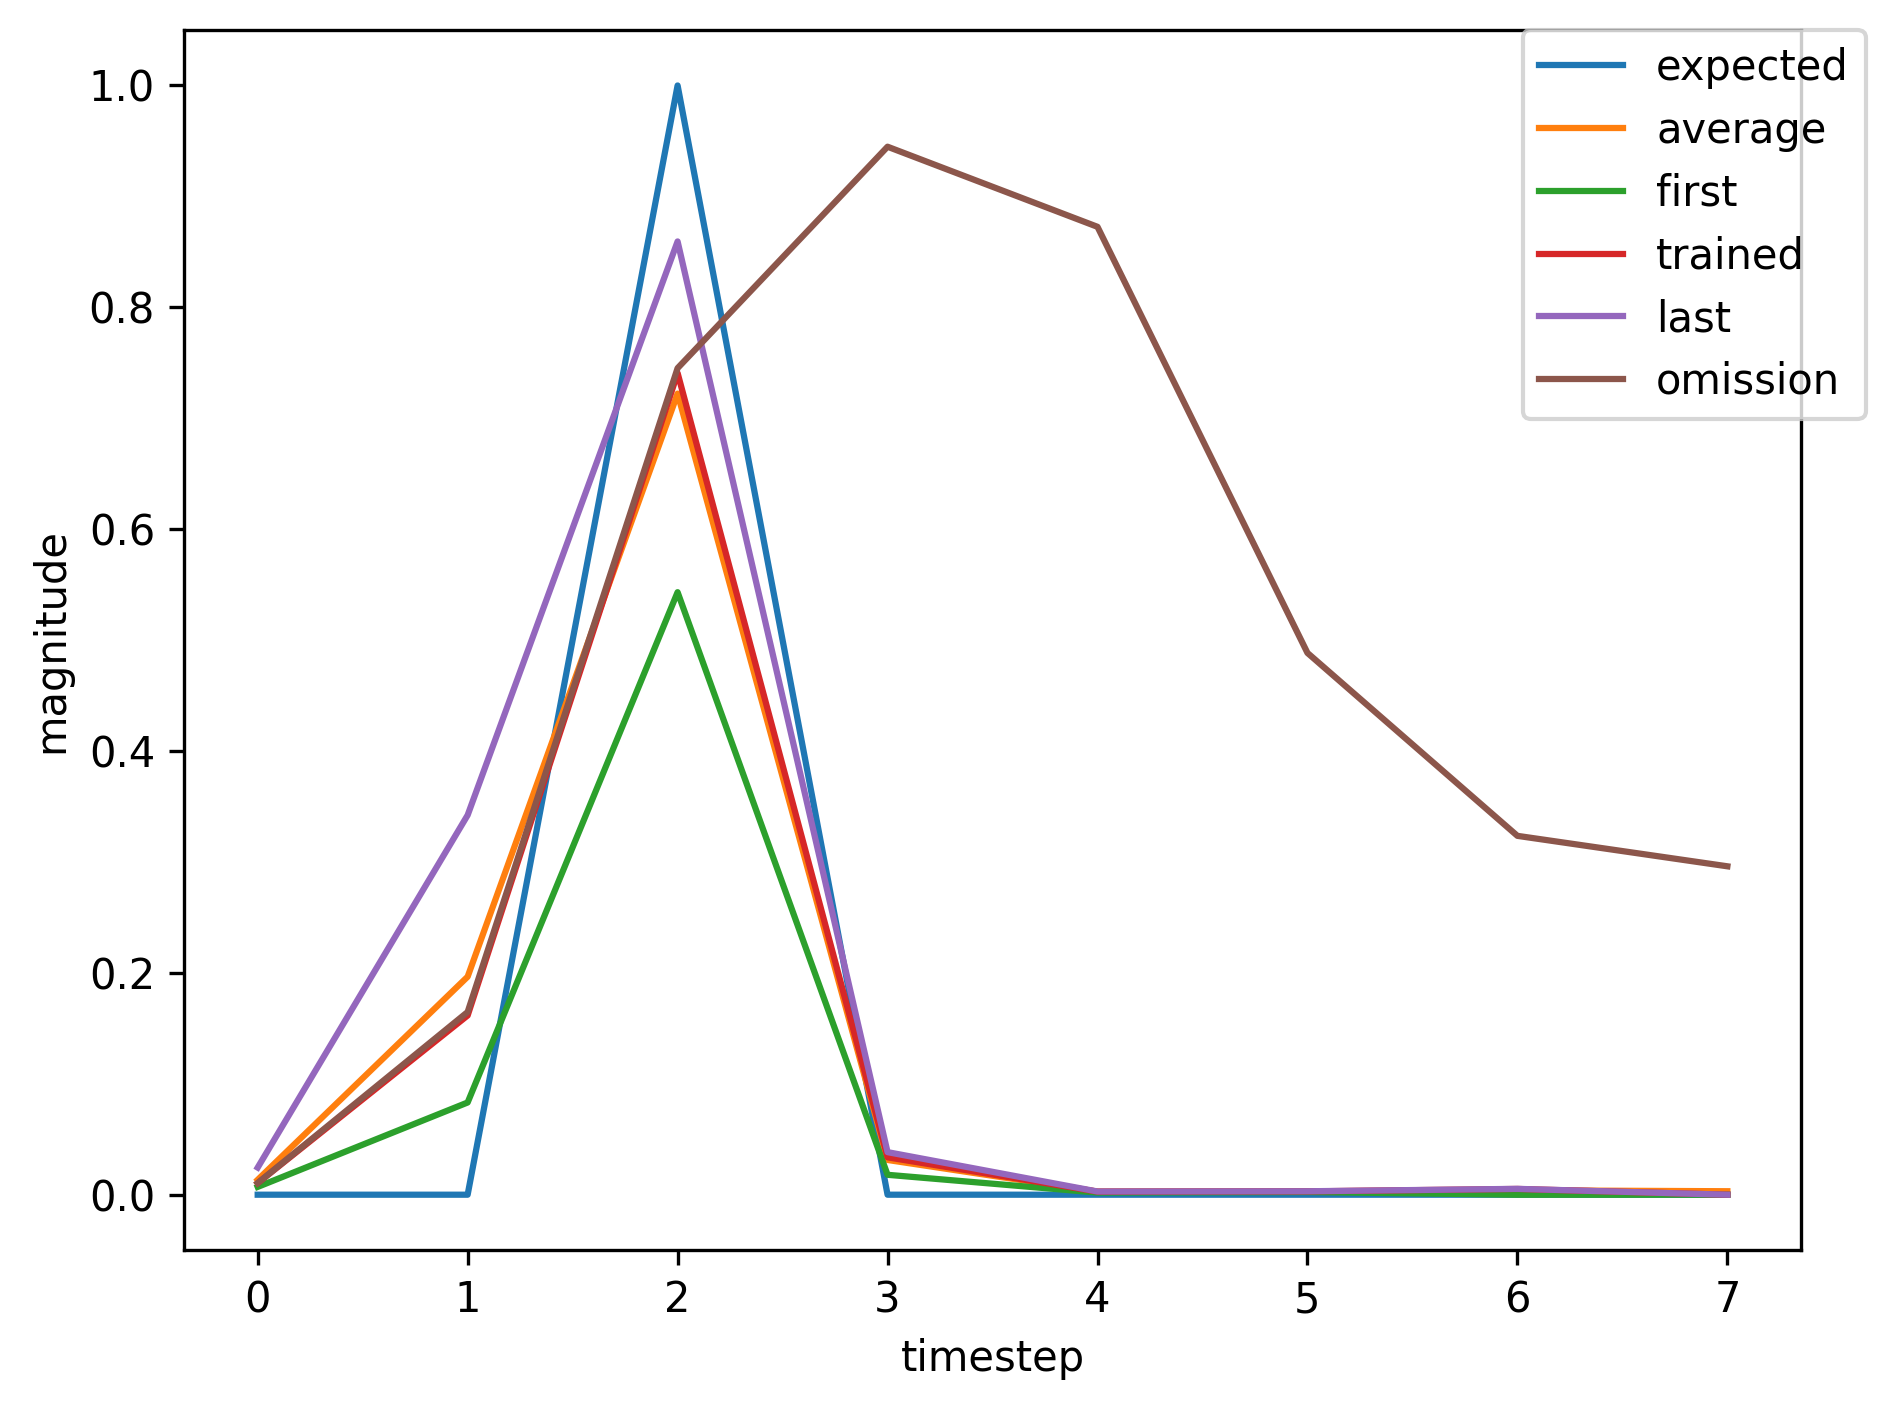 expected
average
first
trained
last
omission
1.0
0.8
0.6
0.4
0.2
0.0
magnitude
0 1 2 3 4 5 6 7
timestep